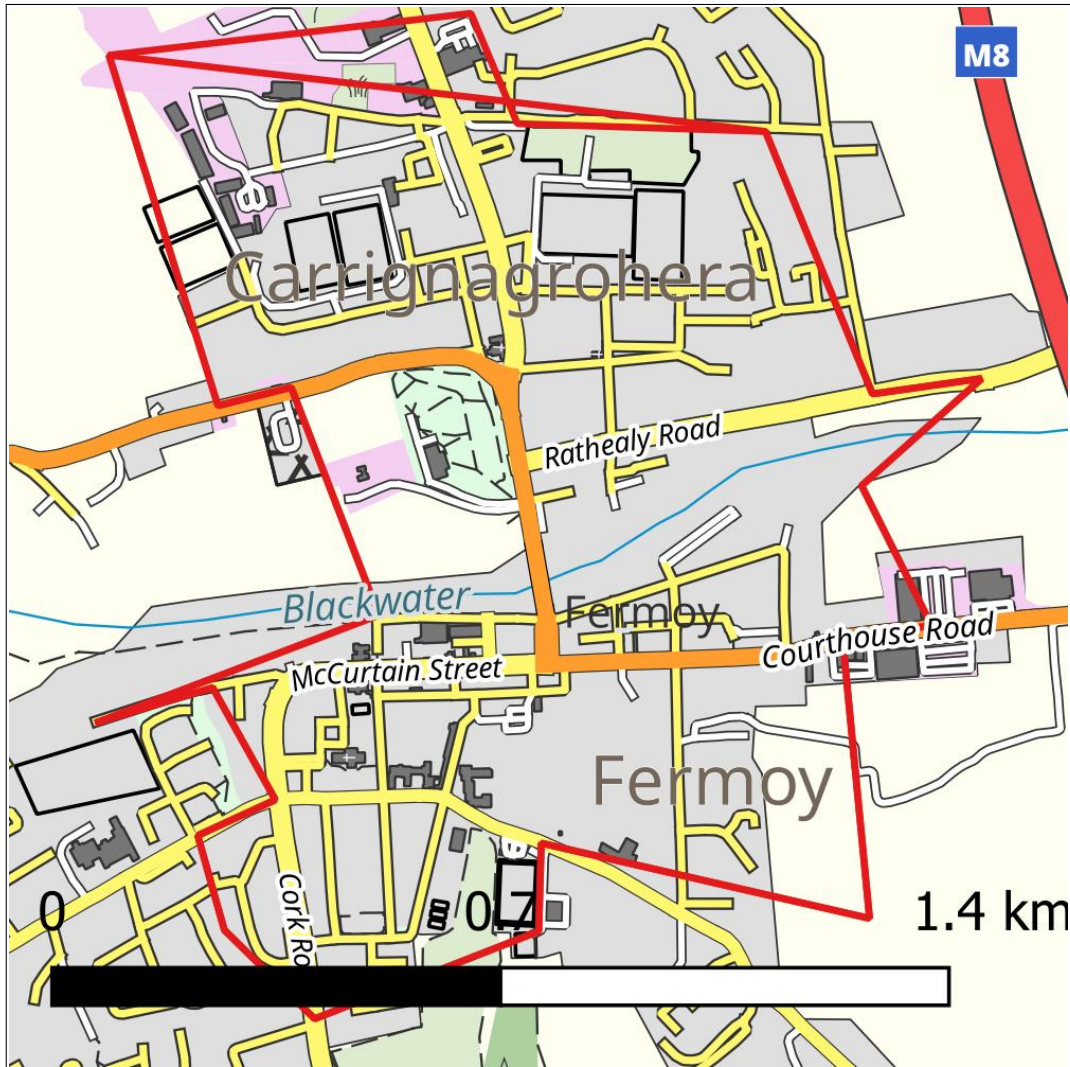 M8
Carrignagrohera
Rathealy Road
Blackwater
Fermoy
Courthouse Road
McCurtain Street
Fermoy
Cork Ro
0
0.7
1.4 km